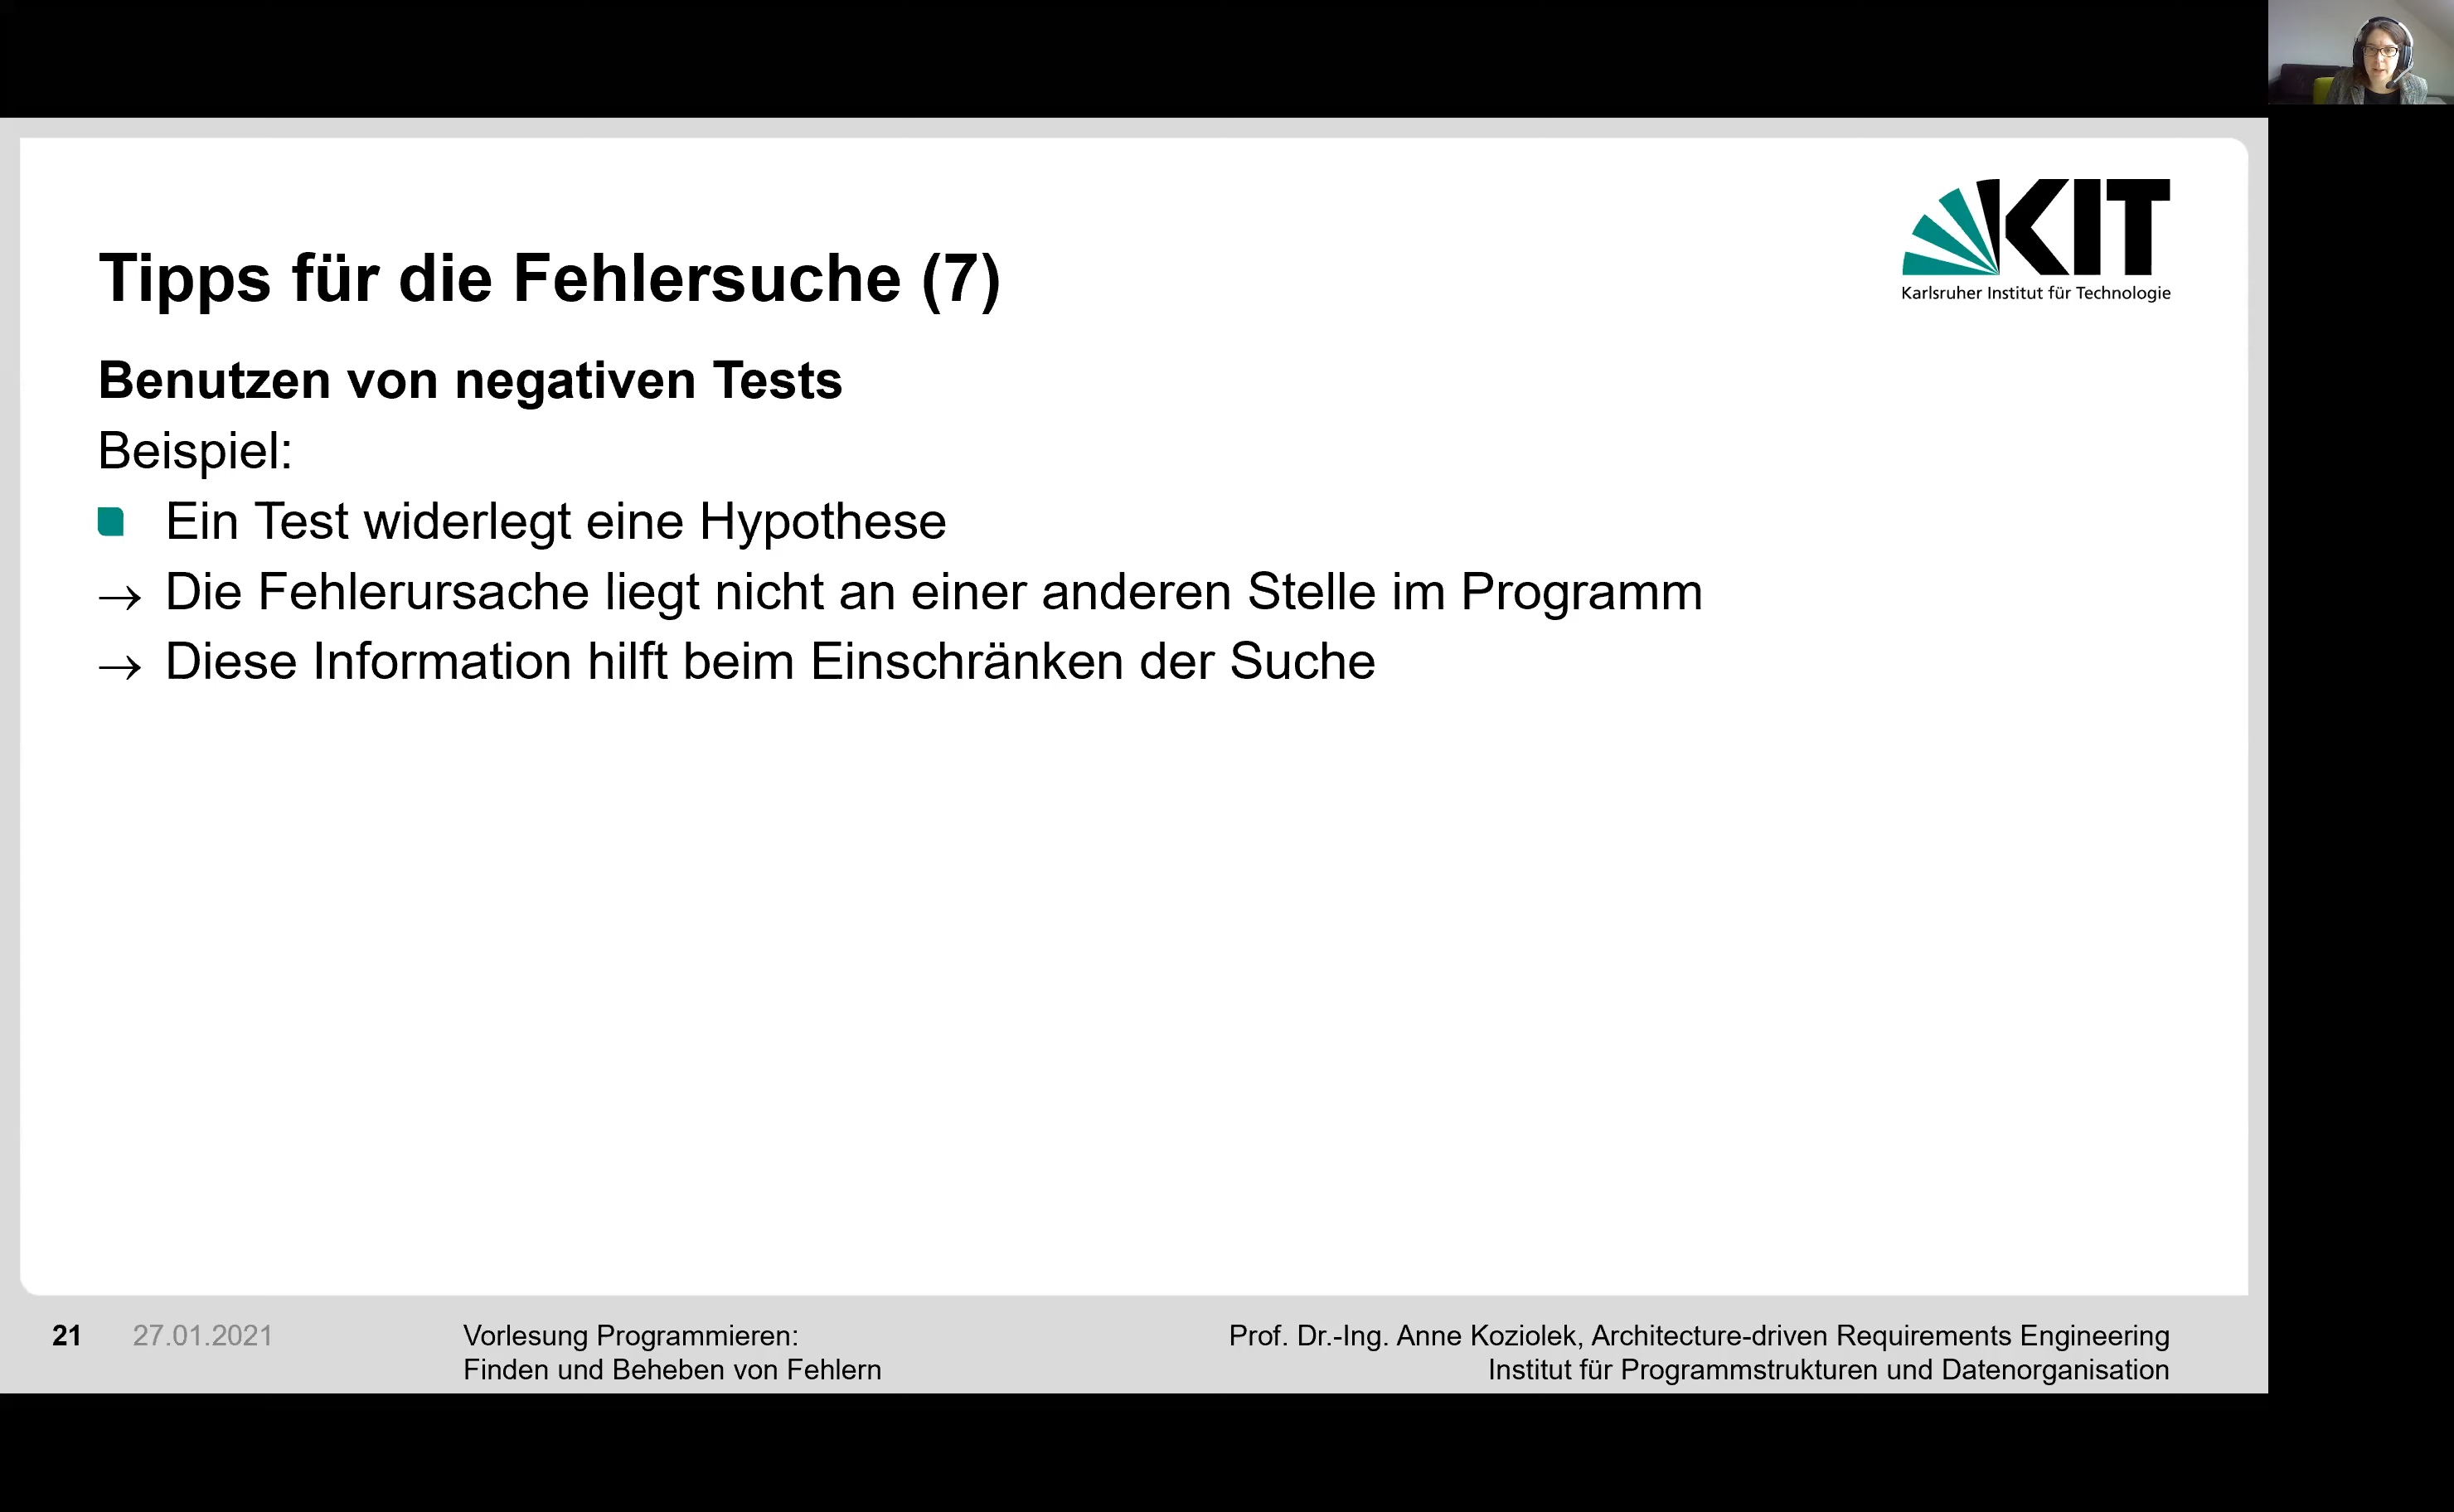 KIT
Karlsruher Institut für Technologie
Tipps für die Fehlersuche (7)
Benutzen von negativen Tests
Beispiel:
Ein Test widerlegt eine Hypothese
→ Die Fehlerursache liegt nicht an einer anderen Stelle im Programm
→ Diese Information hilft beim Einschränken der Suche
21 27.01.2021
Vorlesung Programmieren:
Finden und Beheben von Fehlern
Prof. Dr.-Ing. Anne Koziolek, Architecture-driven Requirements Engineering
Institut für Programmstrukturen und Datenorganisation